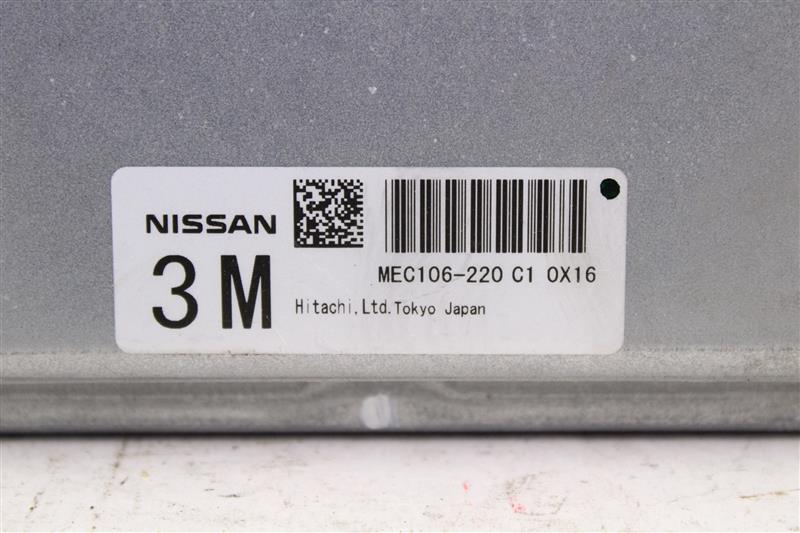 NISSAN
3 M
MEC106-220 C1 0X16
Hitachi,Ltd.Tokyo Japan